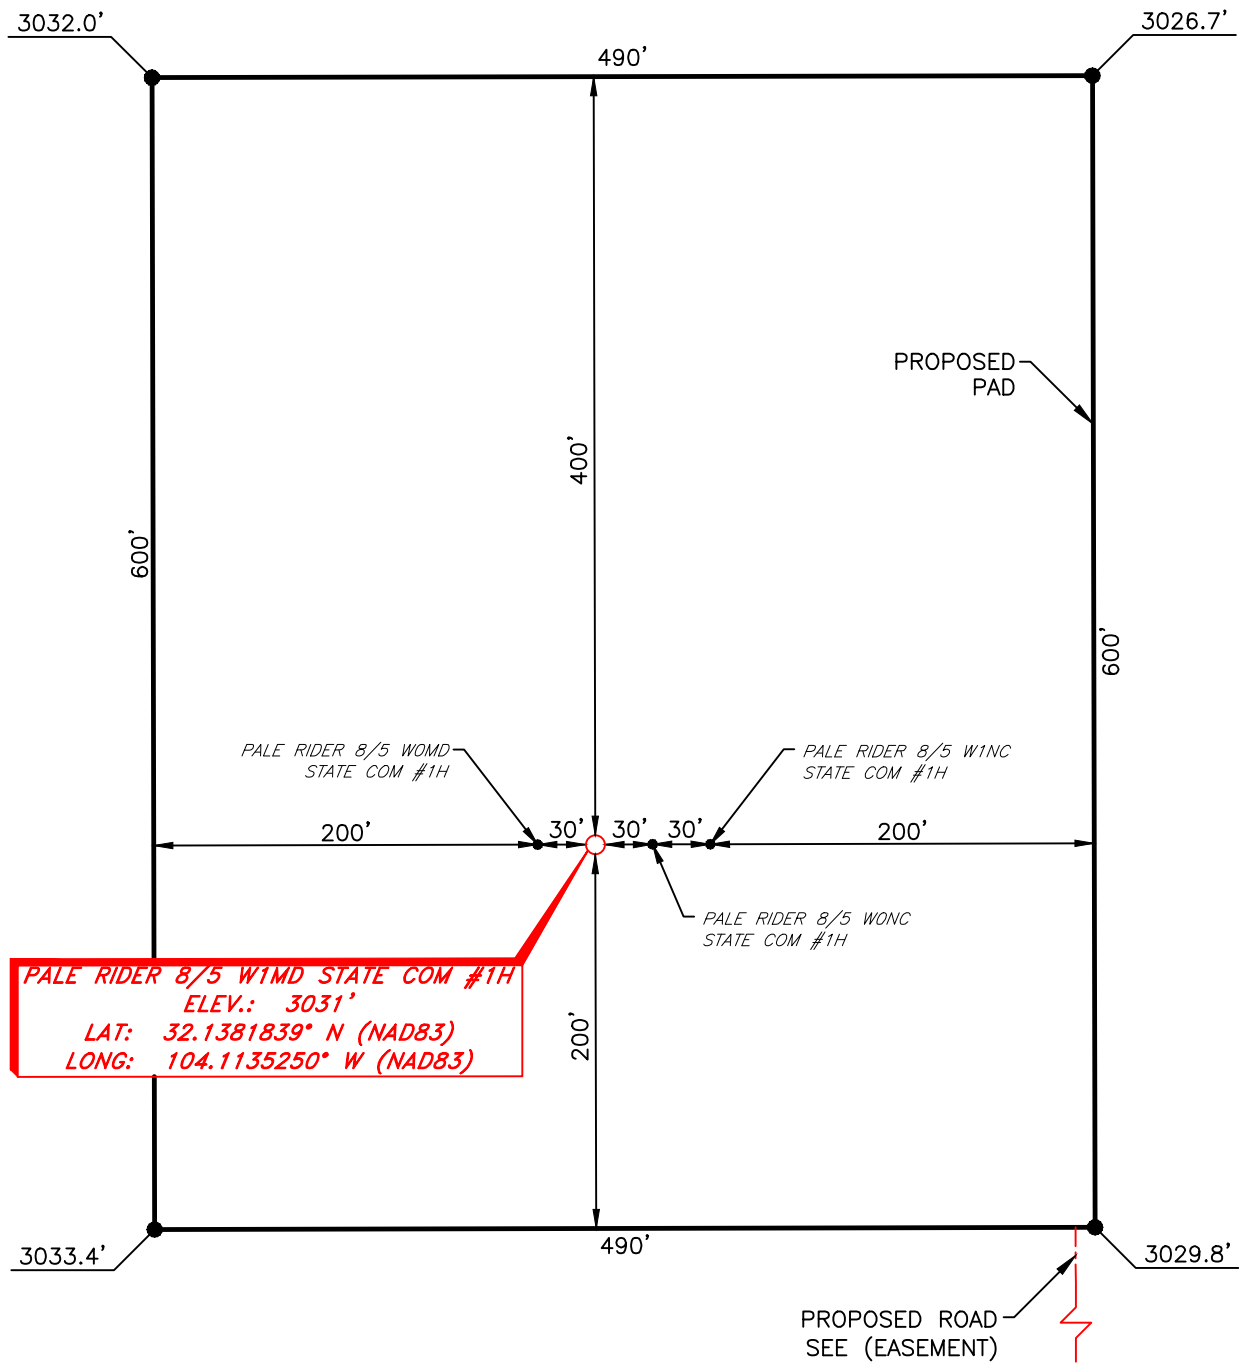 3032.0'
3026.7'
490'
PROPOSED
PAD
400'
600'
600'
PALE RIDER 8/5 W0MD
STATE COM #1H
PALE RIDER 8/5 W1NC
STATE COM #1H
200'
30'
30'
30'
200'
PALE RIDER 8/5 W0NC
STATE COM #1H
PALE RIDER 8/5 W1MD STATE COM #1H
ELEV.: 3031'
LAT: 32.1381839° N (NAD83)
LONG: 104.1135250° W (NAD83)
200'
3033.4'
490'
3029.8'
PROPOSED ROAD
SEE (EASEMENT)